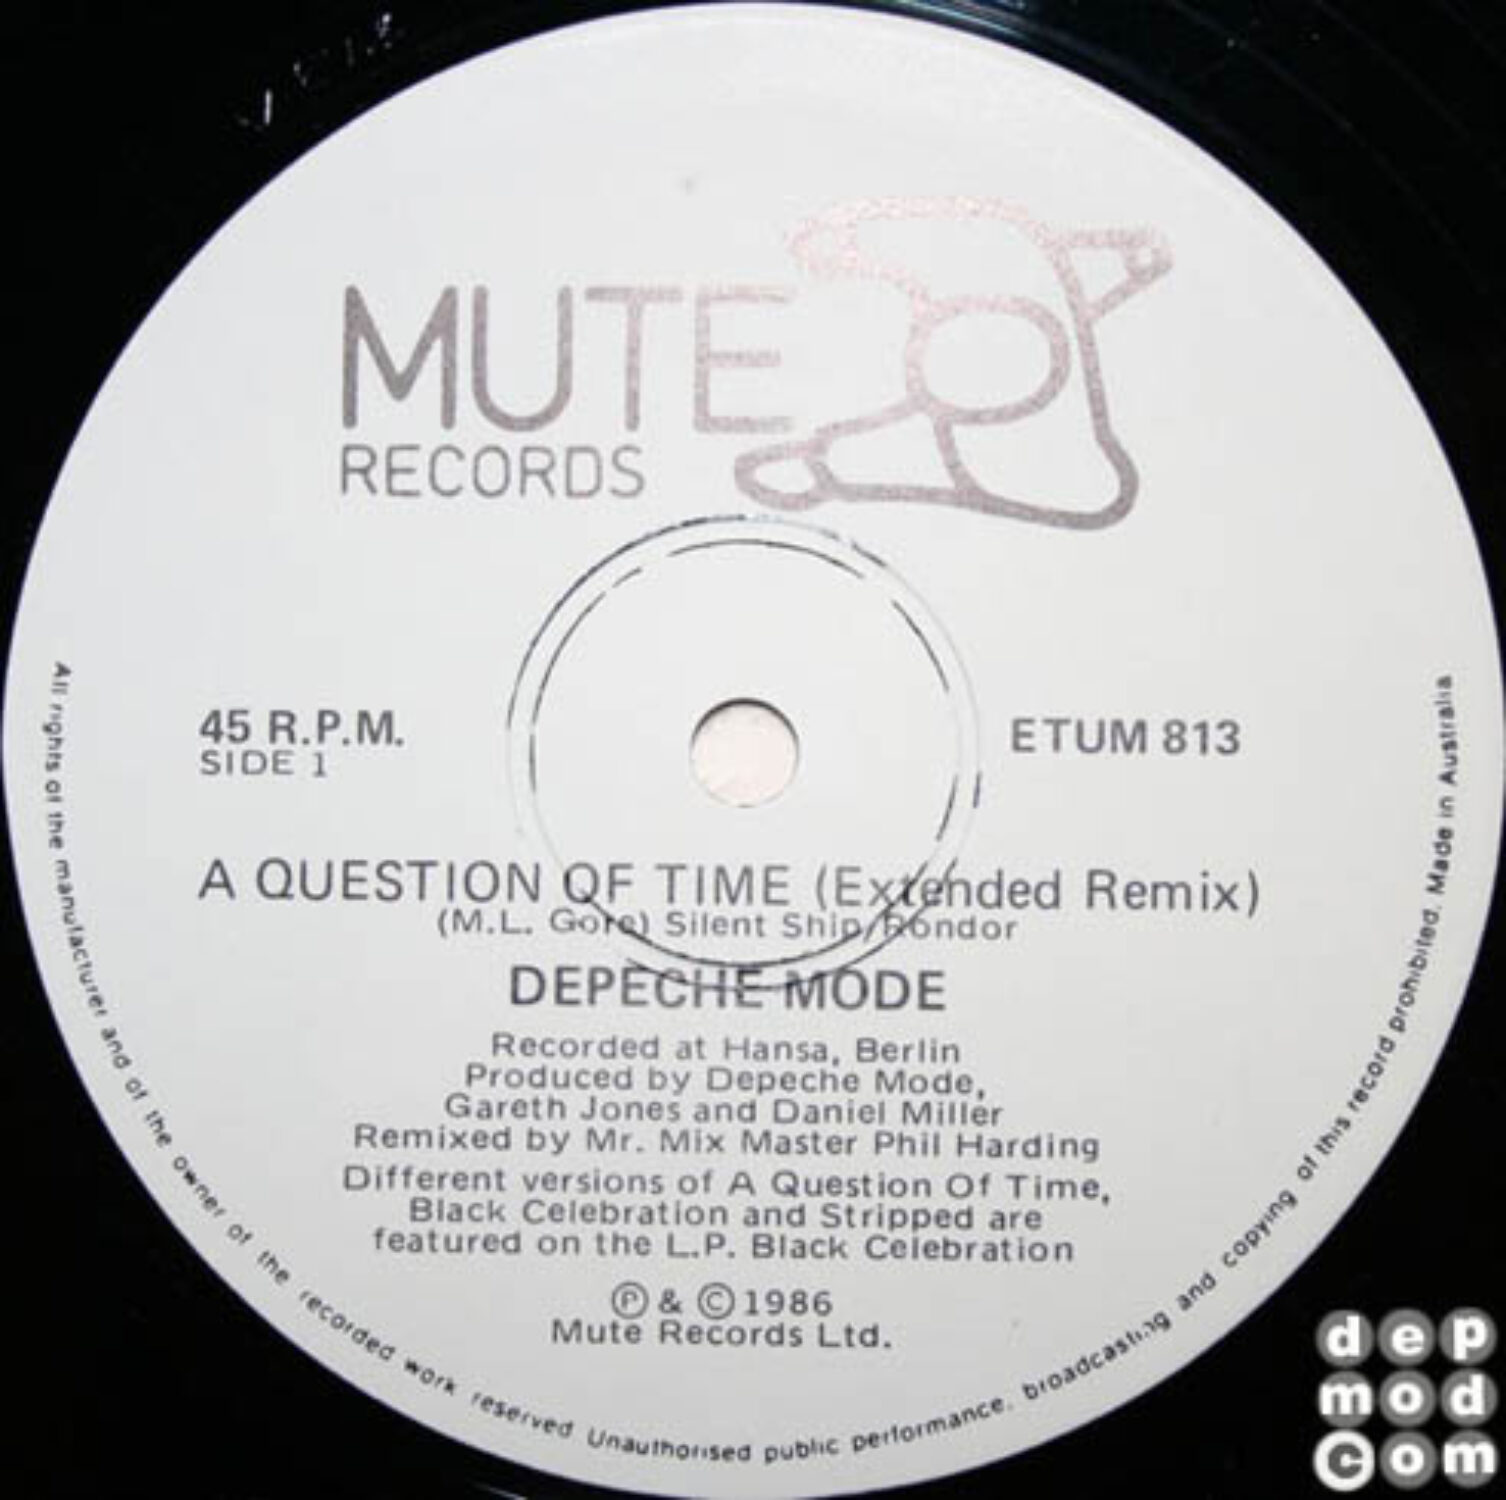 MUTE
RECORDS
45 R.P.M.
SIDE 1
ETUM 813
A QUESTION OF TIME (Extended Remix)
(M.L. Gore) Silent Ship/Rondor
DEPECHE MODE
Recorded at Hansa, Berlin
Produced by Depeche Mode,
Gareth Jones and Daniel Miller
Remixed by Mr. Mix Master Phil Harding
Different versions of A Question Of Time,
Black Celebration and Stripped are
featured on the L.P. Black Celebration
Ⓟ & © 1986
Mute Records Ltd.
All rights of the manufacturer and of the owner of the recorded work reserved Unauthorised public performance, broadcasting and copying of this record prohibited. Made in Australia
dep
mod
com